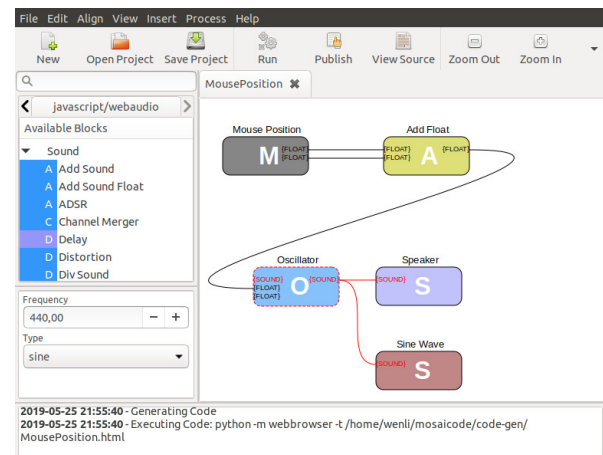 File Edit Align View Insert Process Help
New Open Project Save Project Run Publish View Source Zoom Out Zoom In
MousePosition
javascript/webaudio
Available Blocks
Sound
A Add Sound
A Add Sound Float
A ADSR
C Channel Merger
D Delay
D Distortion
D Div Sound
Frequency
440,00
Type
sine
Mouse Position
M
[FLOAT]
[FLOAT]
Add Float
[FLOAT]
[FLOAT]
A
[FLOAT]
Oscillator
[SOUND]
[FLOAT]
[FLOAT]
O
[SOUND]
Speaker
[SOUND]
S
Sine Wave
[SOUND]
S
2019-05-25 21:55:40 - Generating Code
2019-05-25 21:55:40 - Executing Code: python -m webbrowser -t /home/wenli/mosaicode/code-gen/
MousePosition.html